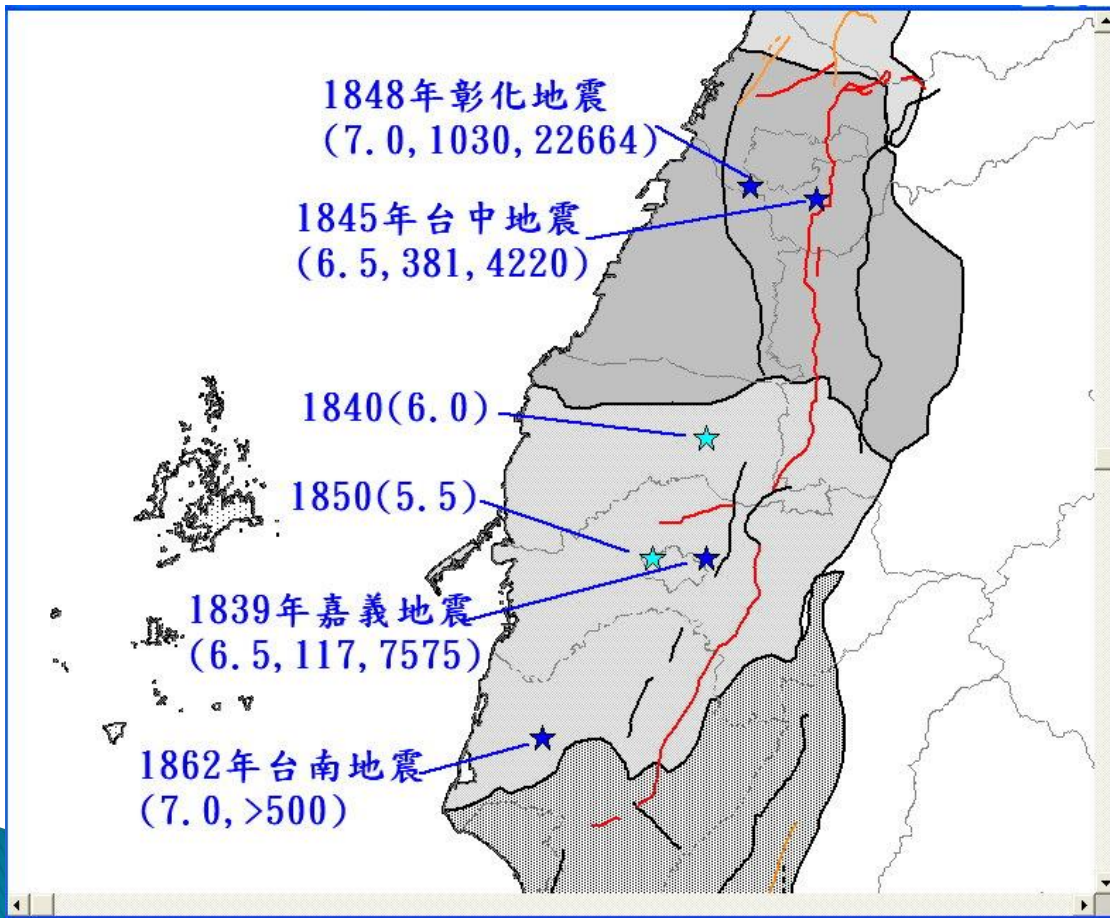 1848年彰化地震
(7.0,1030,22664)
1845年台中地震
(6.5,381,4220)
1840(6.0)
1850(5.5)
1839年嘉義地震
(6.5,117,7575)
1862年台南地震
(7.0,>500)